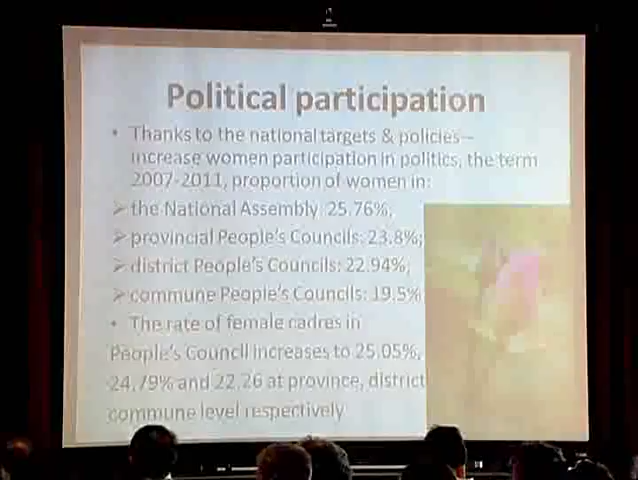 Political participation
• Thanks to the national targets & policies–
increase women participation in politics, the term
2007-2011, proportion of women in:
➢ the National Assembly: 25.76%;
➢ provincial People's Councils: 23.8%;
➢ district People's Councils: 22.94%;
➢ commune People's Councils: 19.5%
• The rate of female cadres in
People's Council increases to 25.05%,
24.79% and 22.26 at province, district
commune level respectively